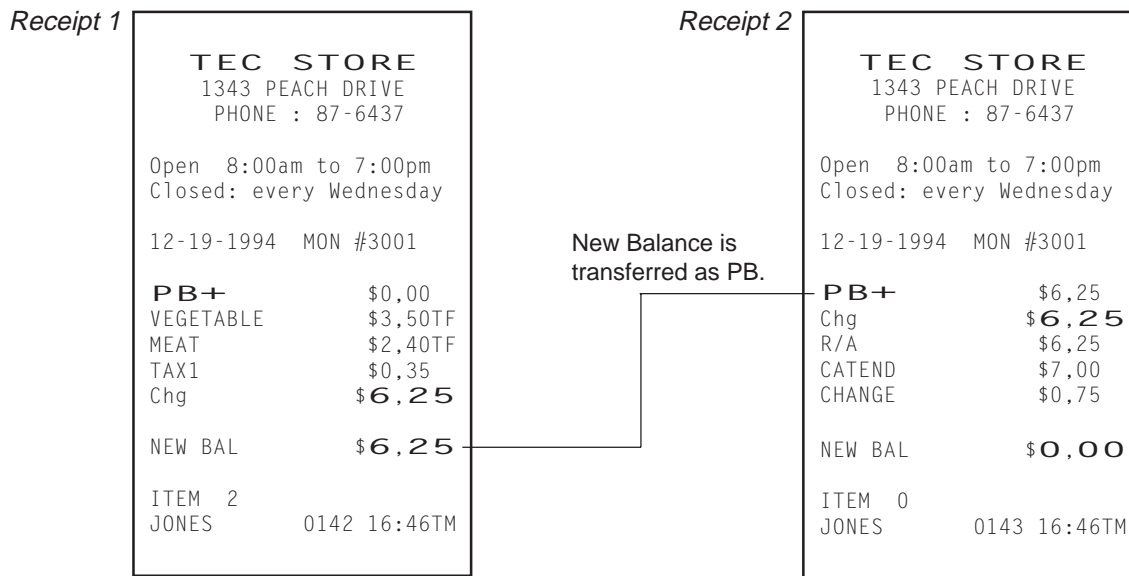 Receipt 1
TEC STORE
1343 PEACH DRIVE
PHONE : 87-6437
Open 8:00am to 7:00pm
Closed: every Wednesday
12-19-1994 MON #3001
PB+ $0,00
VEGETABLE $3,50TF
MEAT $2,40TF
TAX1 $0,35
Chg $6,25
NEW BAL $6,25
ITEM 2
JONES 0142 16:46TM
New Balance is
transferred as PB.
Receipt 2
TEC STORE
1343 PEACH DRIVE
PHONE : 87-6437
Open 8:00am to 7:00pm
Closed: every Wednesday
12-19-1994 MON #3001
PB+ $6,25
Chg $6,25
R/A $6,25
CATEND $7,00
CHANGE $0,75
NEW BAL $0,00
ITEM 0
JONES 0143 16:46TM